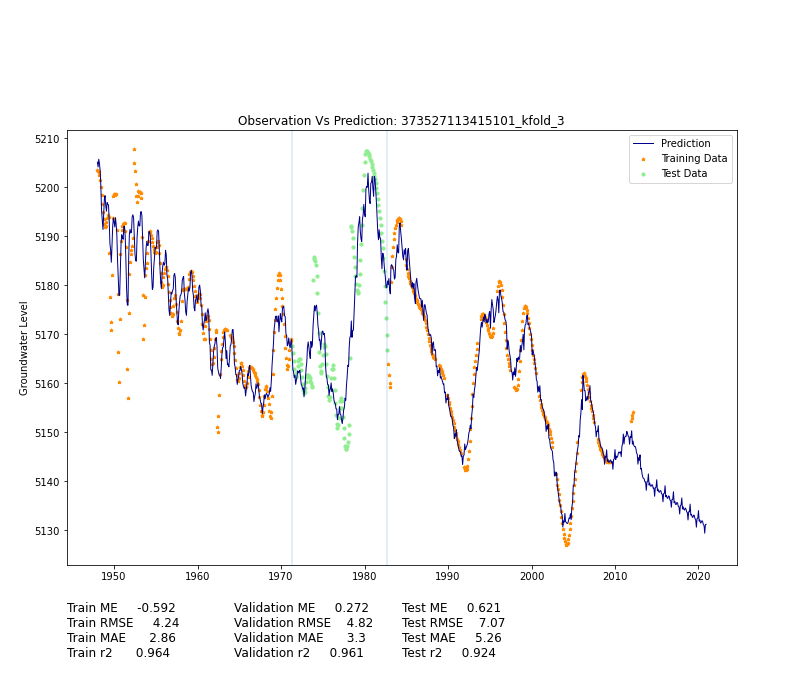 Observation Vs Prediction: 373527113415101_kfold_3
5210
5200
5190
5180
5170
5160
5150
5140
5130
Groundwater Level
Prediction
Training Data
Test Data
1950 1960 1970 1980 1990 2000 2010 2020
Train ME -0.592 Validation ME 0.272 Test ME 0.621
Train RMSE 4.24 Validation RMSE 4.82 Test RMSE 7.07
Train MAE 2.86 Validation MAE 3.3 Test MAE 5.26
Train r2 0.964 Validation r2 0.961 Test r2 0.924